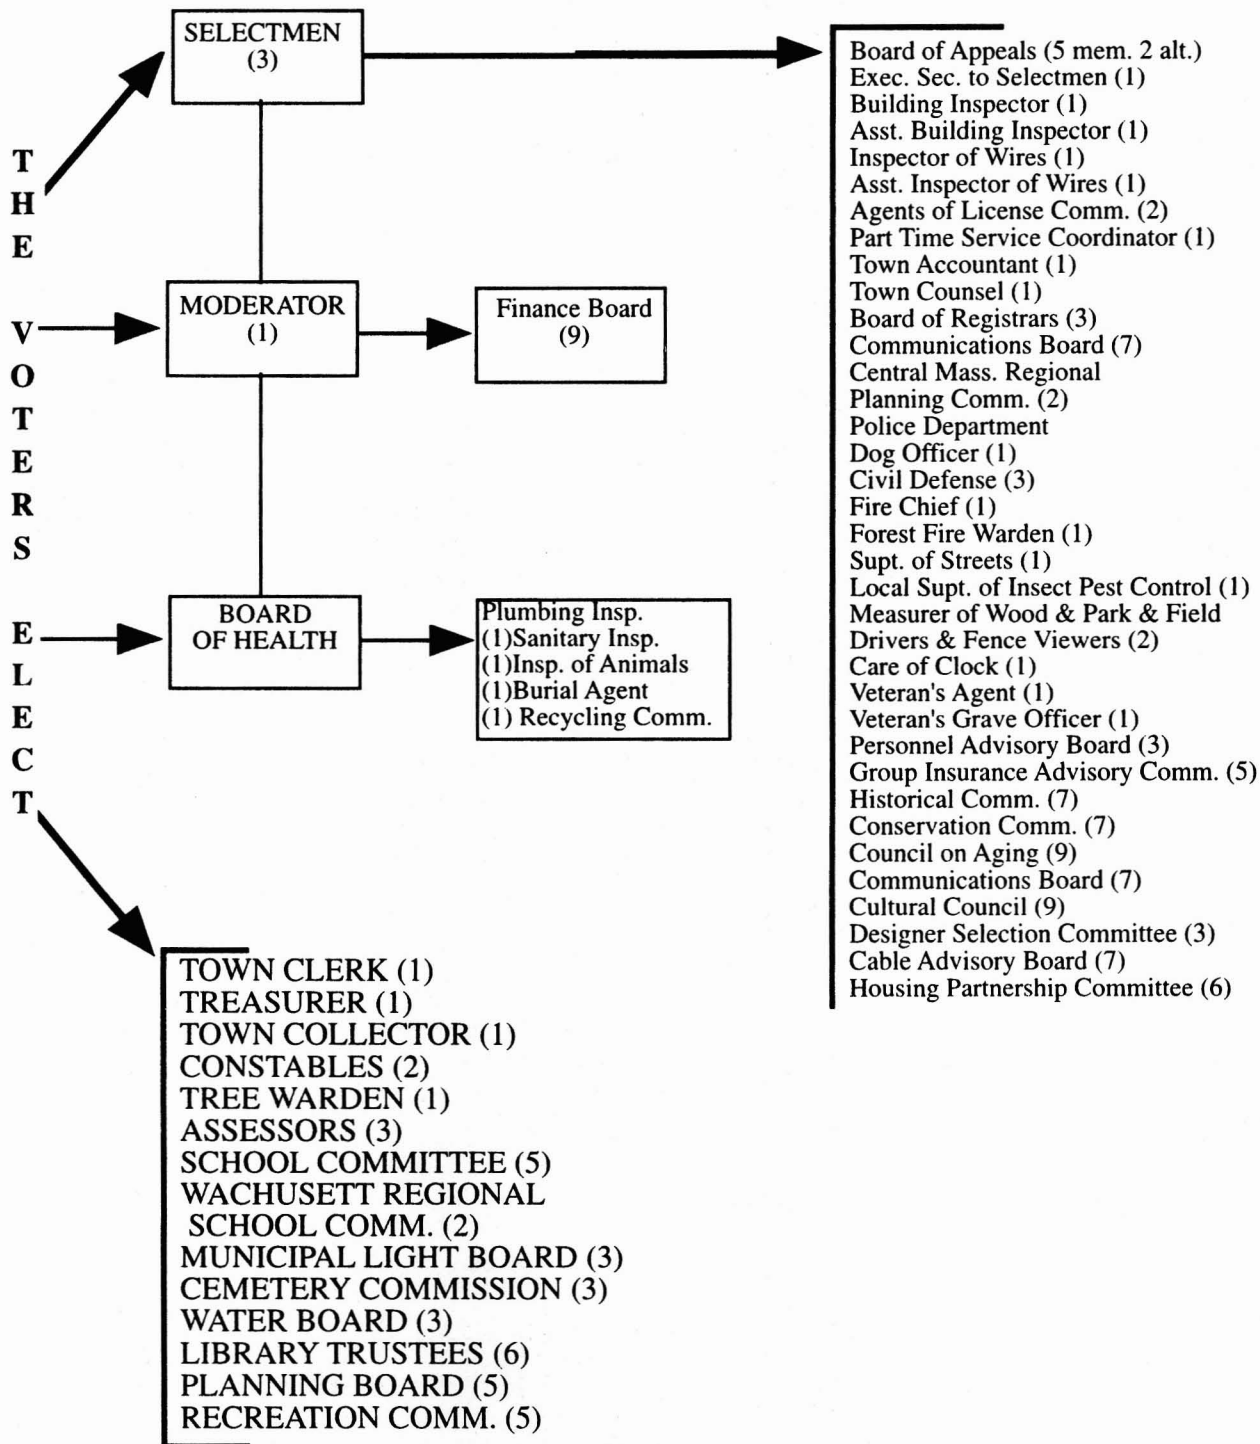 THE VOTERS ELECT
SELECTMEN
(3)
MODERATOR
(1)
Finance Board
(9)
BOARD
OF HEALTH
Plumbing Insp.
(1)Sanitary Insp.
(1)Insp. of Animals
(1)Burial Agent
(1) Recycling Comm.
Board of Appeals (5 mem. 2 alt.)
Exec. Sec. to Selectmen (1)
Building Inspector (1)
Asst. Building Inspector (1)
Inspector of Wires (1)
Asst. Inspector of Wires (1)
Agents of License Comm. (2)
Part Time Service Coordinator (1)
Town Accountant (1)
Town Counsel (1)
Board of Registrars (3)
Communications Board (7)
Central Mass. Regional
Planning Comm. (2)
Police Department
Dog Officer (1)
Civil Defense (3)
Fire Chief (1)
Forest Fire Warden (1)
Supt. of Streets (1)
Local Supt. of Insect Pest Control (1)
Measurer of Wood & Park & Field
Drivers & Fence Viewers (2)
Care of Clock (1)
Veteran's Agent (1)
Veteran's Grave Officer (1)
Personnel Advisory Board (3)
Group Insurance Advisory Comm. (5)
Historical Comm. (7)
Conservation Comm. (7)
Council on Aging (9)
Communications Board (7)
Cultural Council (9)
Designer Selection Committee (3)
Cable Advisory Board (7)
Housing Partnership Committee (6)
TOWN CLERK (1)
TREASURER (1)
TOWN COLLECTOR (1)
CONSTABLES (2)
TREE WARDEN (1)
ASSESSORS (3)
SCHOOL COMMITTEE (5)
WACHUSETT REGIONAL
SCHOOL COMM. (2)
MUNICIPAL LIGHT BOARD (3)
CEMETERY COMMISSION (3)
WATER BOARD (3)
LIBRARY TRUSTEES (6)
PLANNING BOARD (5)
RECREATION COMM. (5)